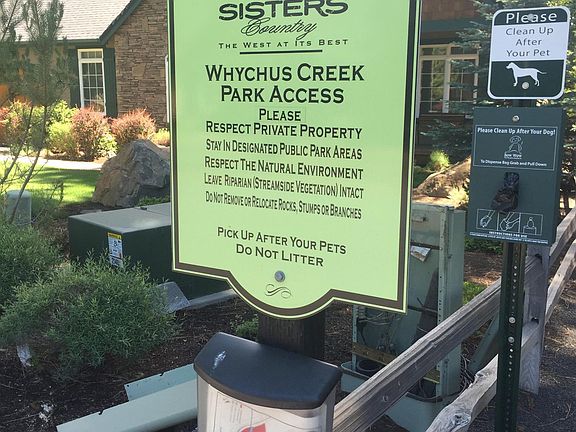 SISTERS
Country
THE WEST AT ITS BEST
WHYCHUS CREEK
PARK ACCESS
PLEASE
RESPECT PRIVATE PROPERTY
STAY IN DESIGNATED PUBLIC PARK AREAS
RESPECT THE NATURAL ENVIRONMENT
LEAVE RIPARIAN (STREAMSIDE VEGETATION) INTACT
DO NOT REMOVE OR RELOCATE ROCKS, STUMPS OR BRANCHES
PICK UP AFTER YOUR PETS
DO NOT LITTER
Please
Clean Up
After
Your Pet
Please Clean Up After Your Dog!
To Dispense Bag Grab and Pull Down
INSTRUCTIONS FOR USE